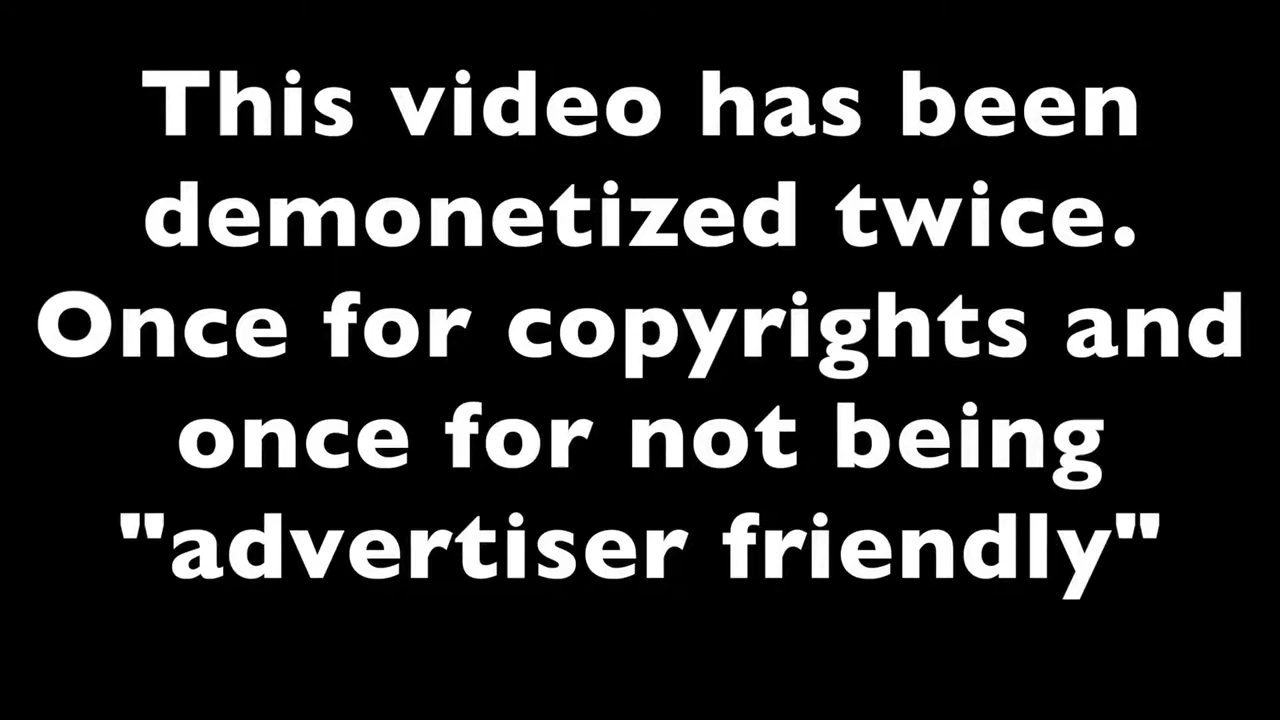 This video has been
demonetized twice.
Once for copyrights and
once for not being
"advertiser friendly"